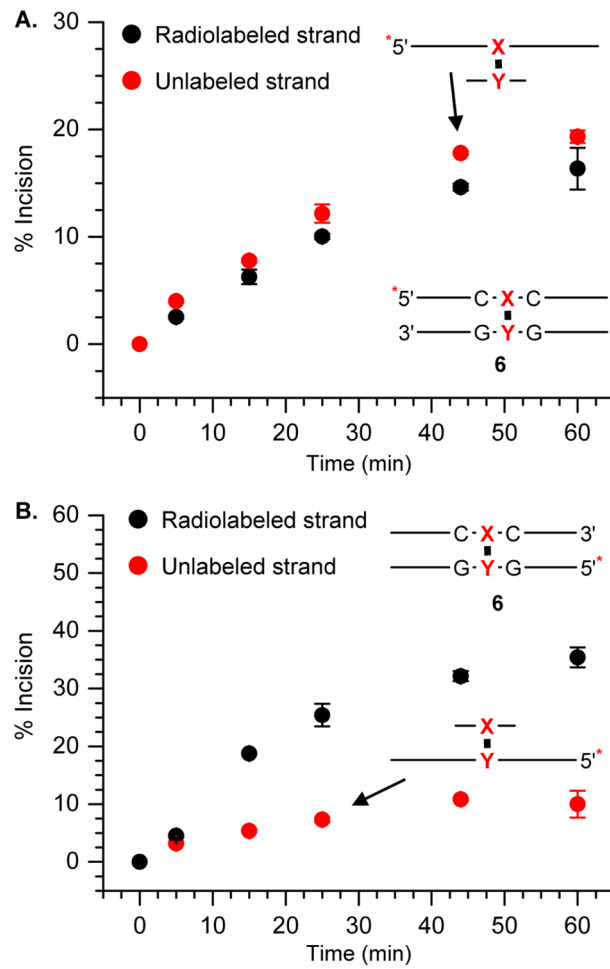 A.
Radiolabeled strand
Unlabeled strand
*5' X
Y
*5' C X C
3' G Y G
6
% Incision
30
20
10
0
0 10 20 30 40 50 60
Time (min)
B.
Radiolabeled strand
Unlabeled strand
C X C 3'
G Y G 5'*
6
X
Y 5'*
% Incision
60
50
40
30
20
10
0
0 10 20 30 40 50 60
Time (min)